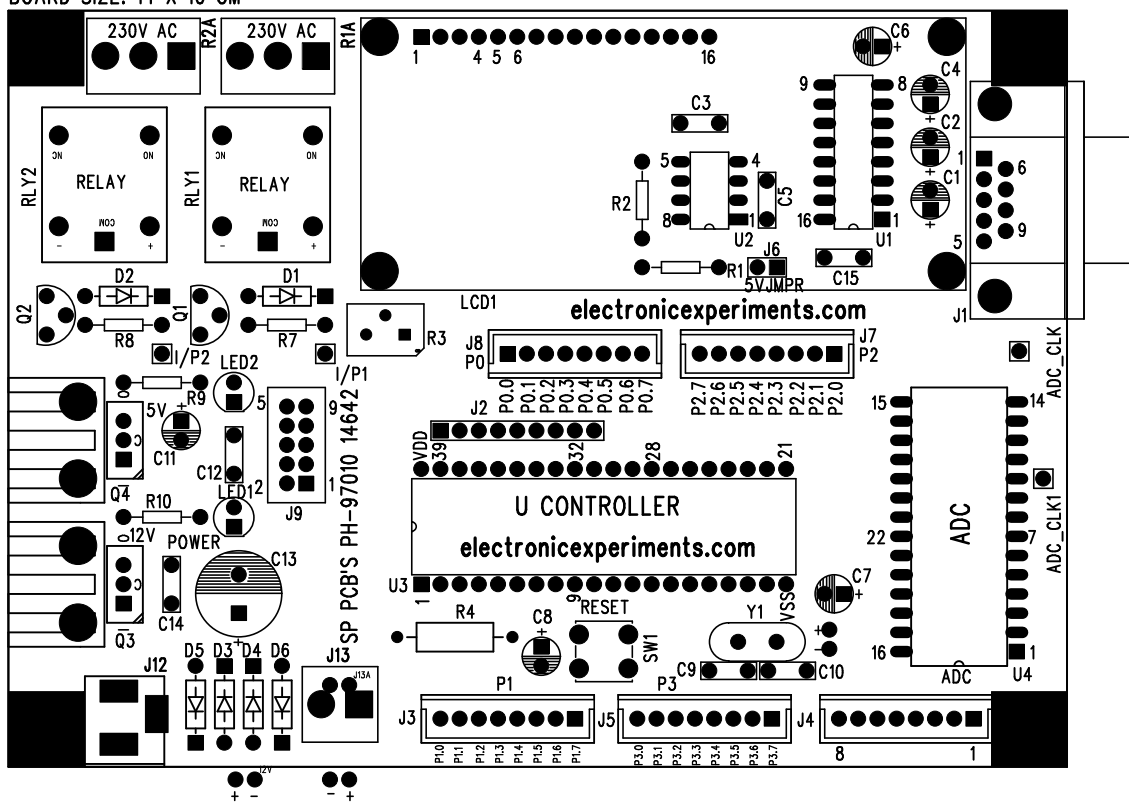 230V AC
R2A
230V AC
R1A
1
4
5
6
16
C6
+
RLY2
NC
NO
RELAY
COM
-
+
RLY1
NC
NO
RELAY
COM
-
+
C3
9
8
C4
+
C2
+
C1
+
5
4
C5
R2
8
1
U2
16
1
U1
J6
R1
5VJMPR
C15
1
6
5
9
J1
LCD1
electronicexperiments.com
Q2
D2
R8
Q1
D1
R7
R3
I/P2
I/P1
J8
P0
P0.0
P0.1
P0.2
P0.3
P0.4
P0.5
P0.6
P0.7
J7
P2
P2.7
P2.6
P2.5
P2.4
P2.3
P2.2
P2.1
P2.0
ADC_CLK
LED2
R9
O
5V
+
C11
C12
5
9
2
1
J9
LED1
SP PCB'S PH-97010 14642
J2
VDD
39
32
28
21
U CONTROLLER
electronicexperiments.com
U3
1
9
VSS
15
14
22
7
ADC
16
1
ADC
U4
ADC_CLK1
Q4
R10
O
12V
POWER
C13
+
C14
Q3
R4
C8
+
RESET
SW1
Y1
C7
+
+
-
C9
C10
J12
D5
D3
D4
D6
J13
J13A
J3
P1
P1.0
P1.1
P1.2
P1.3
P1.4
P1.5
P1.6
P1.7
J5
P3
P3.0
P3.1
P3.2
P3.3
P3.4
P3.5
P3.6
P3.7
J4
8
1
12V
+ -
- +